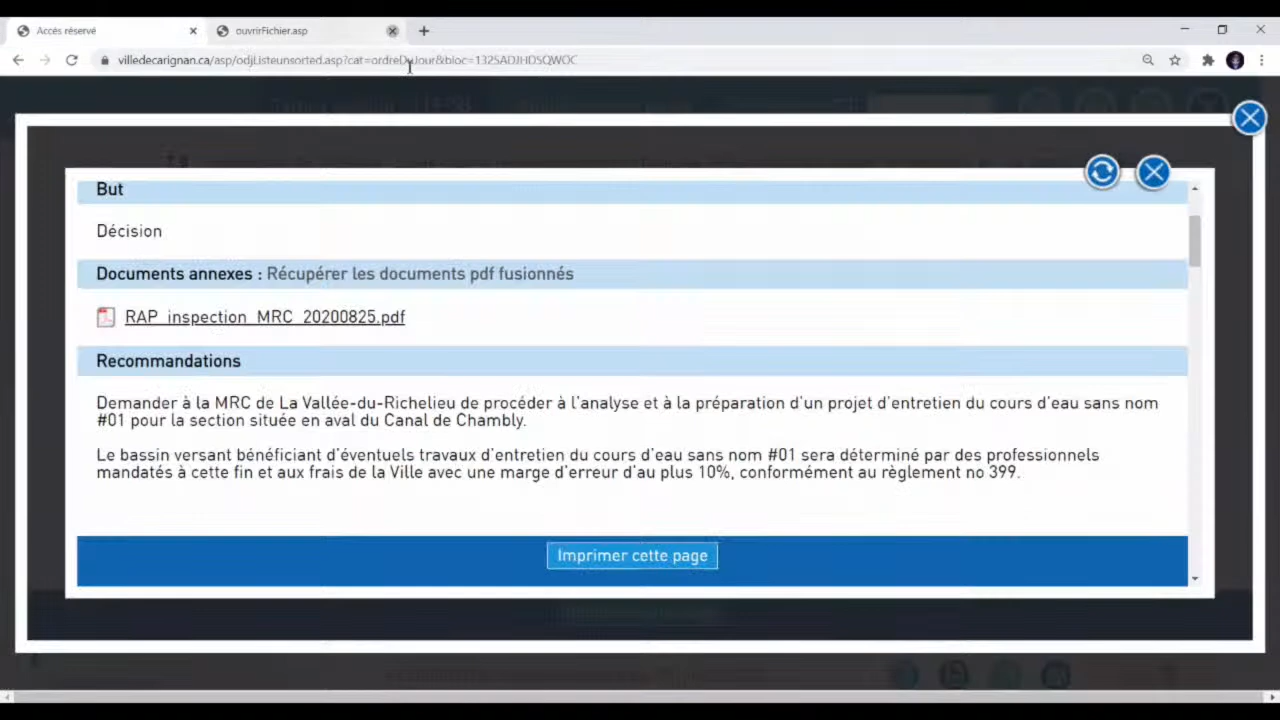 Accès réservé
ouvrirFichier.asp
villedecarignan.ca/asp/odjListeunsorted.asp?cat=ordreDuJour&bloc=1325ADJHDSQWOC
But
Décision
Documents annexes : Récupérer les documents pdf fusionnés
RAP_inspection_MRC_20200825.pdf
Recommandations
Demander à la MRC de La Vallée-du-Richelieu de procéder à l'analyse et à la préparation d'un projet d'entretien du cours d'eau sans nom
#01 pour la section située en aval du Canal de Chambly.
Le bassin versant bénéficiant d'éventuels travaux d'entretien du cours d'eau sans nom #01 sera déterminé par des professionnels
mandatés à cette fin et aux frais de la Ville avec une marge d'erreur d'au plus 10%, conformément au règlement no 399.
Imprimer cette page